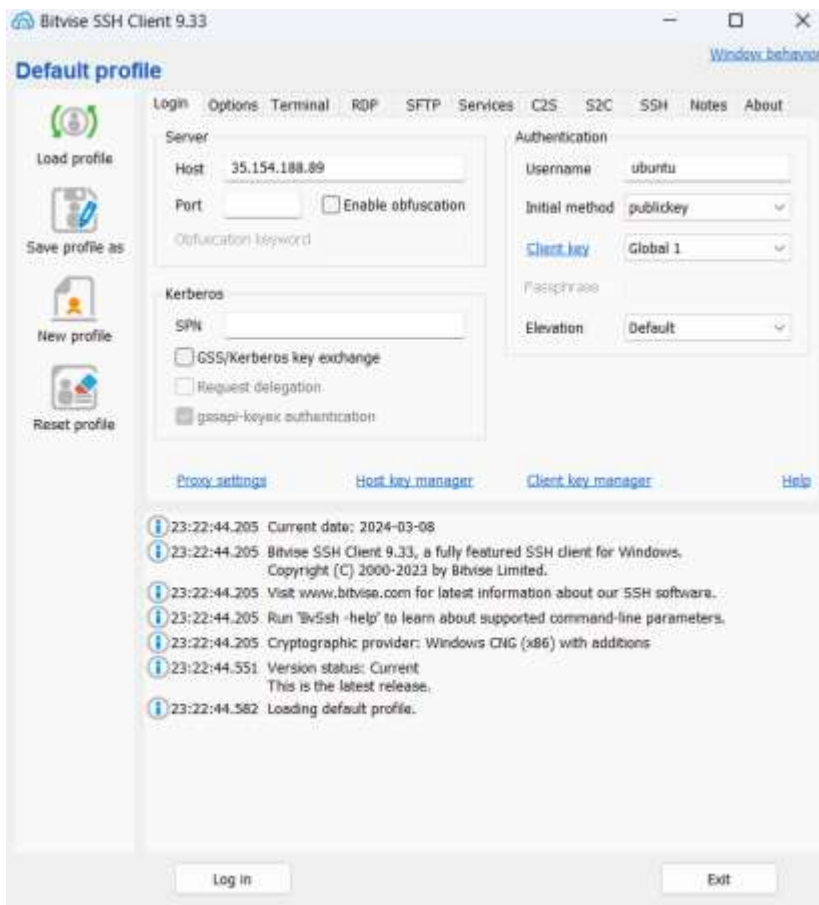 Bitvise SSH Client 9.33
Window behavior
Default profile
Load profile
Save profile as
New profile
Reset profile
Login Options Terminal RDP SFTP Services C2S S2C SSH Notes About
Server
Host 35.154.188.89
Port Enable obfuscation
Obfuscation keyword
Kerberos
SPN
GSS/Kerberos key exchange
Request delegation
gssapi-keyex authentication
Authentication
Username ubuntu
Initial method publickey
Client key Global 1
Passphrase
Elevation Default
Proxy settings Host key manager Client key manager Help
23:22:44.205 Current date: 2024-03-08
23:22:44.205 Bitvise SSH Client 9.33, a fully featured SSH client for Windows.
Copyright (C) 2000-2023 by Bitvise Limited.
23:22:44.205 Visit www.bitvise.com for latest information about our SSH software.
23:22:44.205 Run 'BvSsh -help' to learn about supported command-line parameters.
23:22:44.205 Cryptographic provider: Windows CNG (x86) with additions
23:22:44.551 Version status: Current
This is the latest release.
23:22:44.582 Loading default profile.
Log in Exit